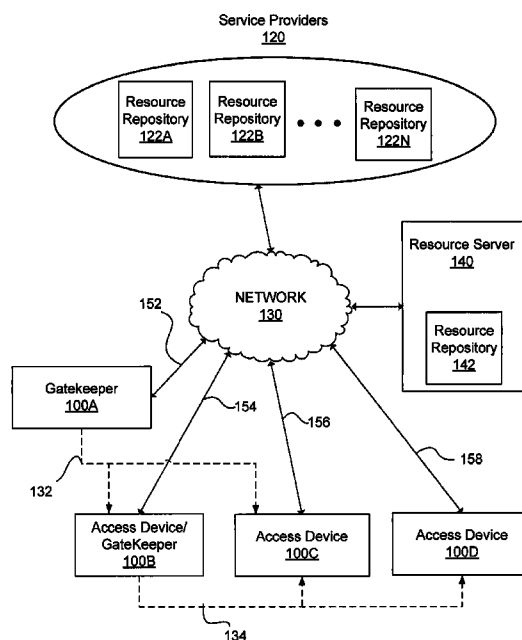 Service Providers
120
Resource
Repository
122A
Resource
Repository
122B
Resource
Repository
122N
Resource Server
140
Resource
Repository
142
NETWORK
130
152
Gatekeeper
100A
154
156
158
132
Access Device/
GateKeeper
100B
Access Device
100C
Access Device
100D
134